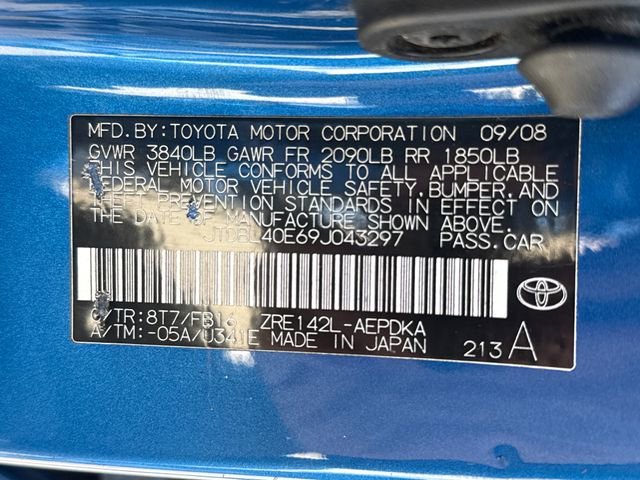 MFD.BY:TOYOTA MOTOR CORPORATION 09/08
GVWR 3840LB GAWR FR 2090LB RR 1850LB
THIS VEHICLE CONFORMS TO ALL APPLICABLE
FEDERAL MOTOR VEHICLE SAFETY,BUMPER,AND
THEFT PREVENTION STANDARDS IN EFFECT ON
THE DATE OF MANUFACTURE SHOWN ABOVE.
JTDBL40E69J043297 PASS.CAR
C/TR:8T7/FB16 ZRE142L-AEPDKA
A/TM:-05A/U341E MADE IN JAPAN 213 A